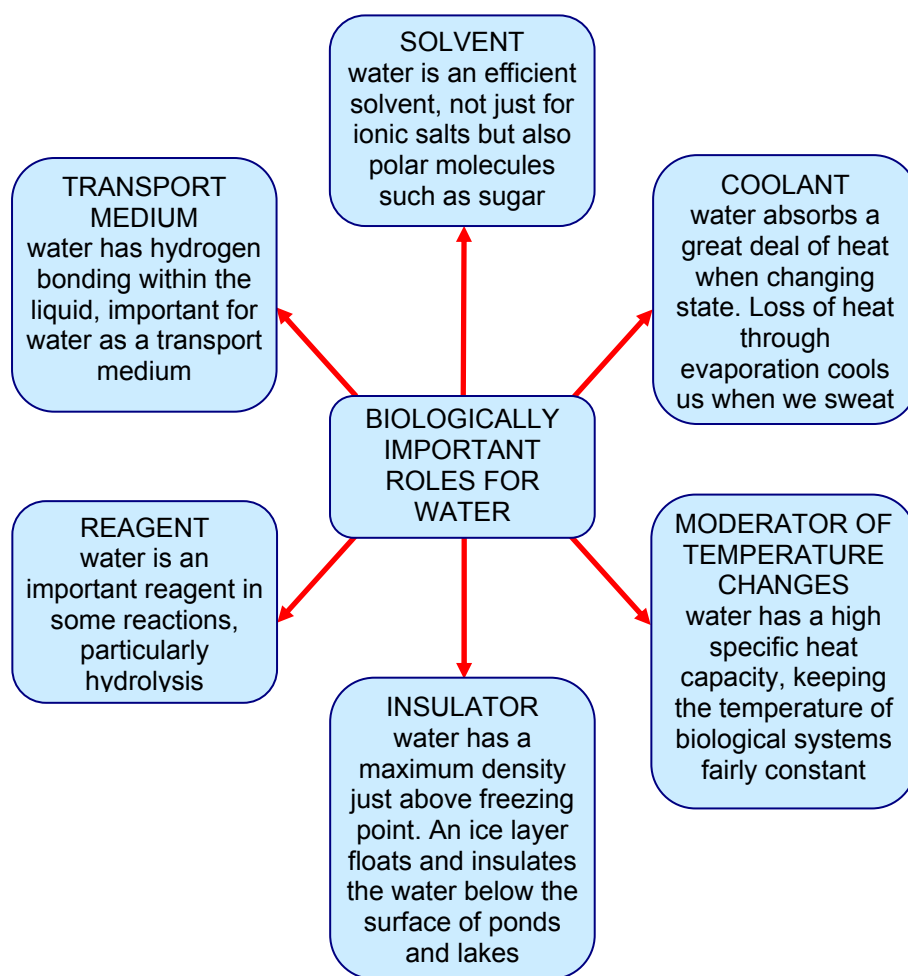 SOLVENT
water is an efficient
solvent, not just for
ionic salts but also
polar molecules
such as sugar
TRANSPORT
MEDIUM
water has hydrogen
bonding within the
liquid, important for
water as a transport
medium
COOLANT
water absorbs a
great deal of heat
when changing
state. Loss of heat
through
evaporation cools
us when we sweat
BIOLOGICALLY
IMPORTANT
ROLES FOR
WATER
REAGENT
water is an
important reagent in
some reactions,
particularly
hydrolysis
MODERATOR OF
TEMPERATURE
CHANGES
water has a high
specific heat
capacity, keeping
the temperature of
biological systems
fairly constant
INSULATOR
water has a
maximum density
just above freezing
point. An ice layer
floats and insulates
the water below the
surface of ponds
and lakes